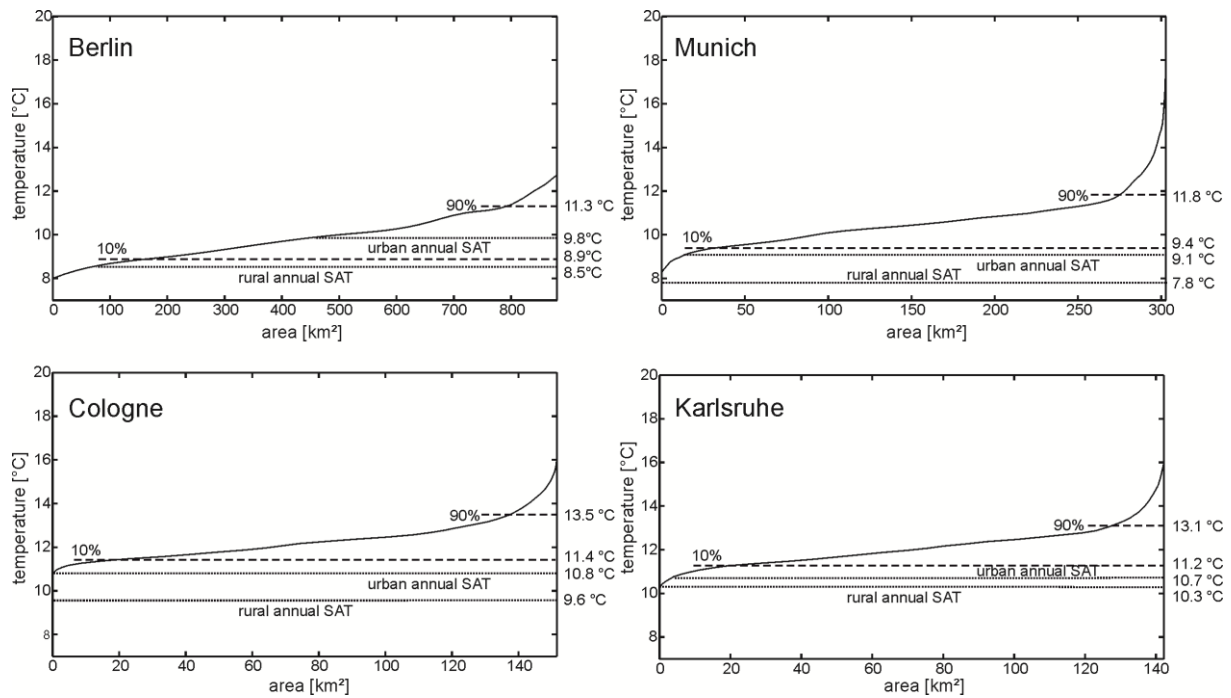 Berlin
temperature [°C]
20
18
16
14
12
10
8
90%
11.3 °C
10%
9.8°C
urban annual SAT
8.9°C
rural annual SAT
8.5°C
0 100 200 300 400 500 600 700 800
area [km²]
Munich
temperature [°C]
20
18
16
14
12
10
8
90%
11.8 °C
10%
9.4 °C
urban annual SAT
9.1 °C
rural annual SAT
7.8 °C
0 50 100 150 200 250 300
area [km²]
Cologne
temperature [°C]
20
18
16
14
12
10
8
90%
13.5 °C
10%
11.4 °C
10.8 °C
urban annual SAT
9.6 °C
rural annual SAT
0 20 40 60 80 100 120 140
area [km²]
Karlsruhe
temperature [°C]
20
18
16
14
12
10
8
90%
13.1 °C
10%
11.2 °C
urban annual SAT
10.7 °C
rural annual SAT
10.3 °C
0 20 40 60 80 100 120 140
area [km²]